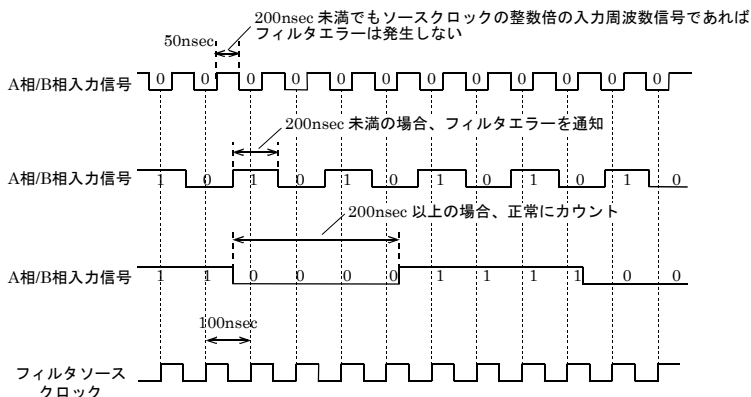 200nsec 未満でもソースクロックの整数倍の入力周波数信号であれば
フィルタエラーは発生しない
50nsec
A相/B相入力信号
0 0 0 0 0 0 0 0 0 0 0 0
200nsec 未満の場合、フィルタエラーを通知
A相/B相入力信号
1 0 1 0 1 0 1 0 1 0 1 0
200nsec 以上の場合、正常にカウント
A相/B相入力信号
1 1 0 0 0 0 1 1 1 1 0 0
100nsec
フィルタソース
クロック